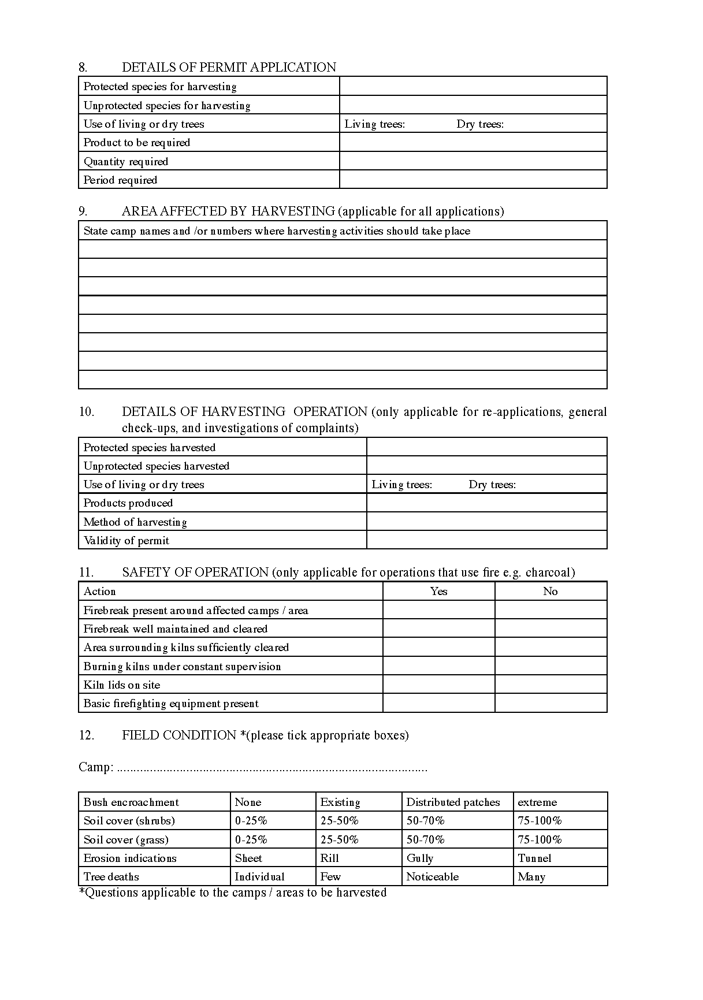 8. DETAILS OF PERMIT APPLICATION
Protected species for harvesting
Unprotected species for harvesting
Use of living or dry trees Living trees: Dry trees:
Product to be required
Quantity required
Period required
9. AREA AFFECTED BY HARVESTING (applicable for all applications)
State camp names and /or numbers where harvesting activities should take place
10. DETAILS OF HARVESTING OPERATION (only applicable for re-applications, general
check-ups, and investigations of complaints)
Protected species harvested
Unprotected species harvested
Use of living or dry trees Living trees: Dry trees:
Products produced
Method of harvesting
Validity of permit
11. SAFETY OF OPERATION (only applicable for operations that use fire e.g. charcoal)
Action Yes No
Firebreak present around affected camps / area
Firebreak well maintained and cleared
Area surrounding kilns sufficiently cleared
Burning kilns under constant supervision
Kiln lids on site
Basic firefighting equipment present
12. FIELD CONDITION *(please tick appropriate boxes)
Camp: ..............................................................................................
Bush encroachment None Existing Distributed patches extreme
Soil cover (shrubs) 0-25% 25-50% 50-70% 75-100%
Soil cover (grass) 0-25% 25-50% 50-70% 75-100%
Erosion indications Sheet Rill Gully Tunnel
Tree deaths Individual Few Noticeable Many
*Questions applicable to the camps / areas to be harvested